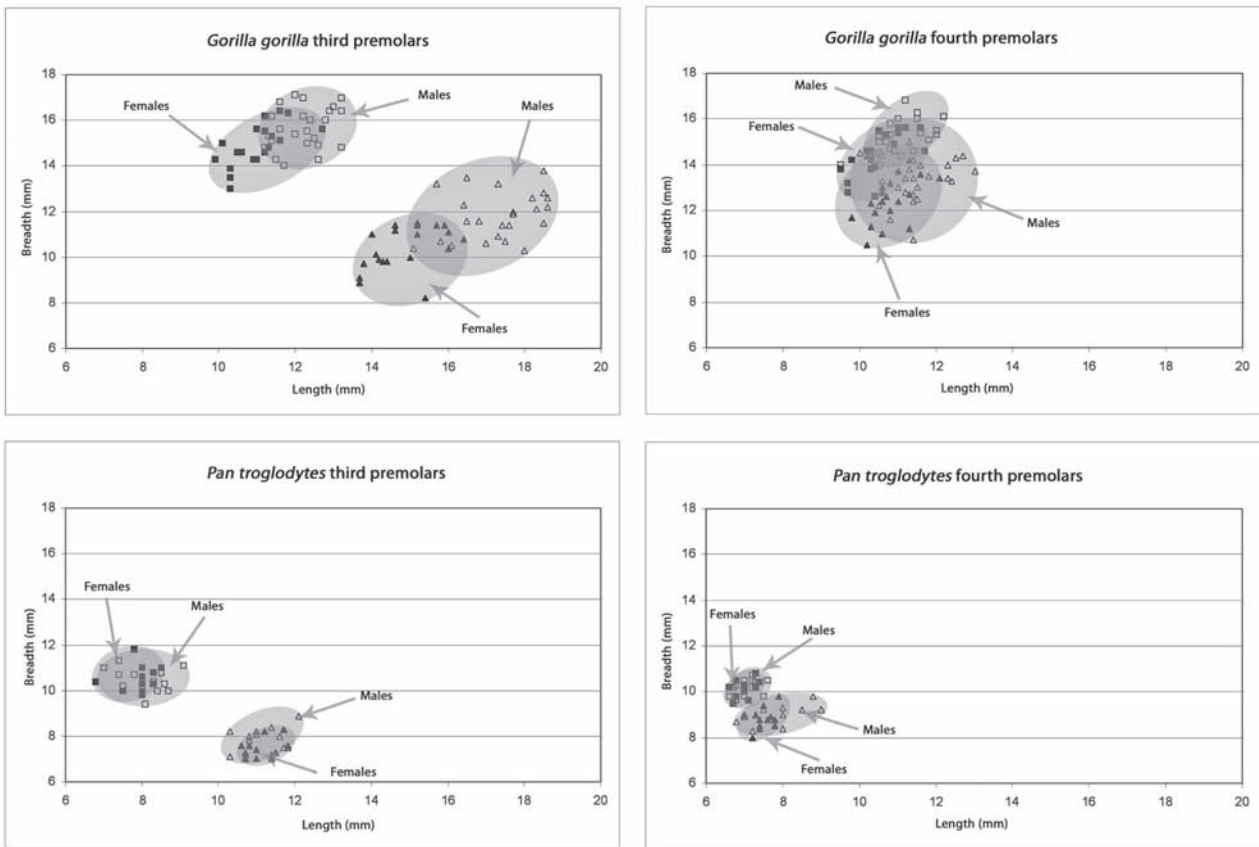 Gorilla gorilla third premolars
18
16
14
12
10
8
6
Breadth (mm)
Females
Males
Males
Females
6 8 10 12 14 16 18 20
Length (mm)
Gorilla gorilla fourth premolars
18
16
14
12
10
8
6
Breadth (mm)
Males
Females
Males
Females
6 8 10 12 14 16 18 20
Length (mm)
Pan troglodytes third premolars
18
16
14
12
10
8
6
Breadth (mm)
Females
Males
Males
Females
6 8 10 12 14 16 18 20
Length (mm)
Pan troglodytes fourth premolars
18
16
14
12
10
8
6
Breadth (mm)
Females
Males
Males
Females
6 8 10 12 14 16 18 20
Length (mm)